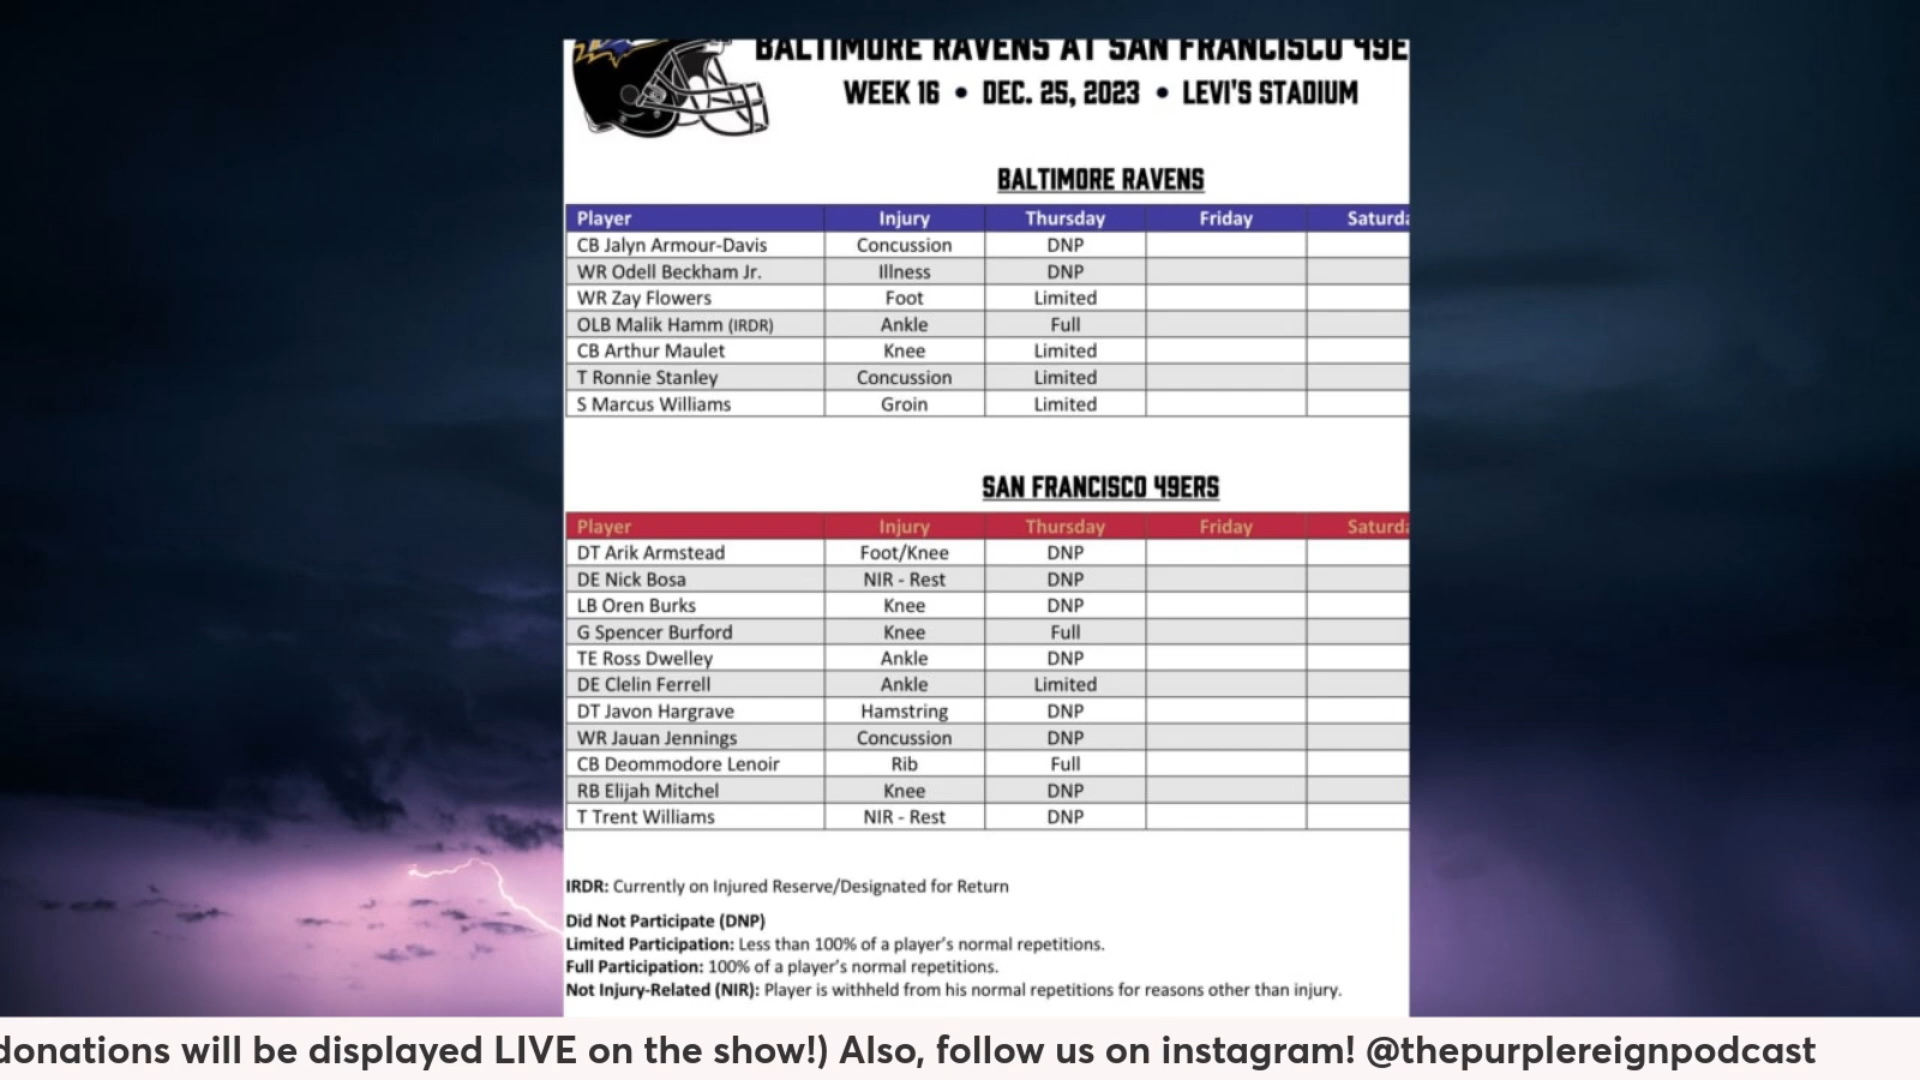 BALTIMORE RAVENS AT SAN FRANCISCO 49E
WEEK 16 • DEC. 25, 2023 • LEVI'S STADIUM
BALTIMORE RAVENS
Player Injury Thursday Friday Saturda
CB Jalyn Armour-Davis Concussion DNP
WR Odell Beckham Jr. Illness DNP
WR Zay Flowers Foot Limited
OLB Malik Hamm (IRDR) Ankle Full
CB Arthur Maulet Knee Limited
T Ronnie Stanley Concussion Limited
S Marcus Williams Groin Limited
SAN FRANCISCO 49ERS
Player Injury Thursday Friday Saturda
DT Arik Armstead Foot/Knee DNP
DE Nick Bosa NIR - Rest DNP
LB Oren Burks Knee DNP
G Spencer Burford Knee Full
TE Ross Dwelley Ankle DNP
DE Clelin Ferrell Ankle Limited
DT Javon Hargrave Hamstring DNP
WR Jauan Jennings Concussion DNP
CB Deommodore Lenoir Rib Full
RB Elijah Mitchel Knee DNP
T Trent Williams NIR - Rest DNP
IRDR: Currently on Injured Reserve/Designated for Return
Did Not Participate (DNP)
Limited Participation: Less than 100% of a player's normal repetitions.
Full Participation: 100% of a player's normal repetitions.
Not Injury-Related (NIR): Player is withheld from his normal repetitions for reasons other than injury.
donations will be displayed LIVE on the show!) Also, follow us on instagram! @thepurplereignpodcast